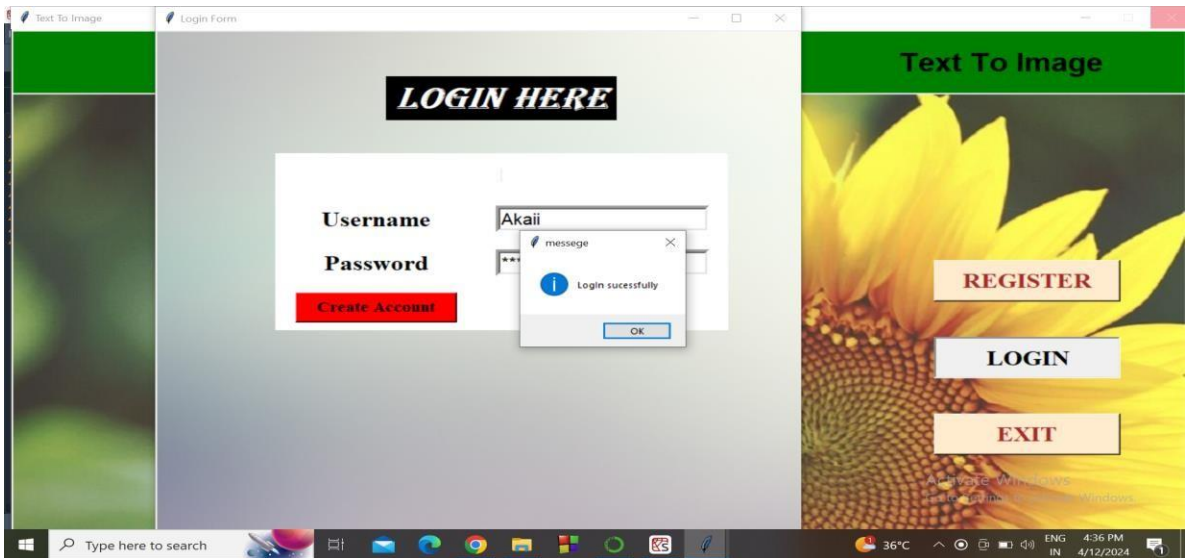 Text To Image
Login Form
Text To Image
LOGIN HERE
Username
Akaii
Password
**
messege
Login sucessfully
OK
Create Account
REGISTER
LOGIN
EXIT
Activate Windows
Type here to search
36°C
ENG
IN
4:36 PM
4/12/2024